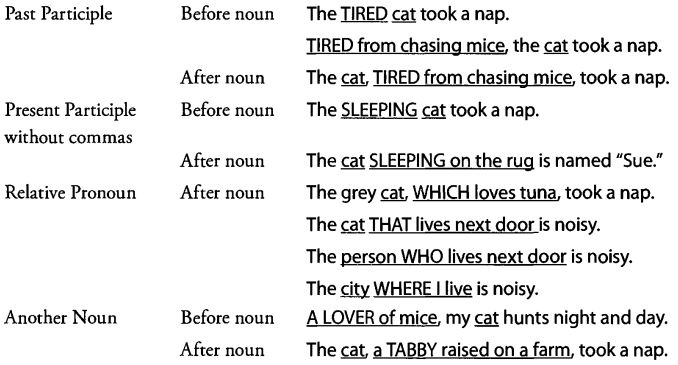 Past Participle Before noun The TIRED cat took a nap.
TIRED from chasing mice, the cat took a nap.
After noun The cat, TIRED from chasing mice, took a nap.
Present Participle Before noun The SLEEPING cat took a nap.
without commas
After noun The cat SLEEPING on the rug is named “Sue.”
Relative Pronoun After noun The grey cat, WHICH loves tuna, took a nap.
The cat THAT lives next door is noisy.
The person WHO lives next door is noisy.
The city WHERE I live is noisy.
Another Noun Before noun A LOVER of mice, my cat hunts night and day.
After noun The cat, a TABBY raised on a farm, took a nap.